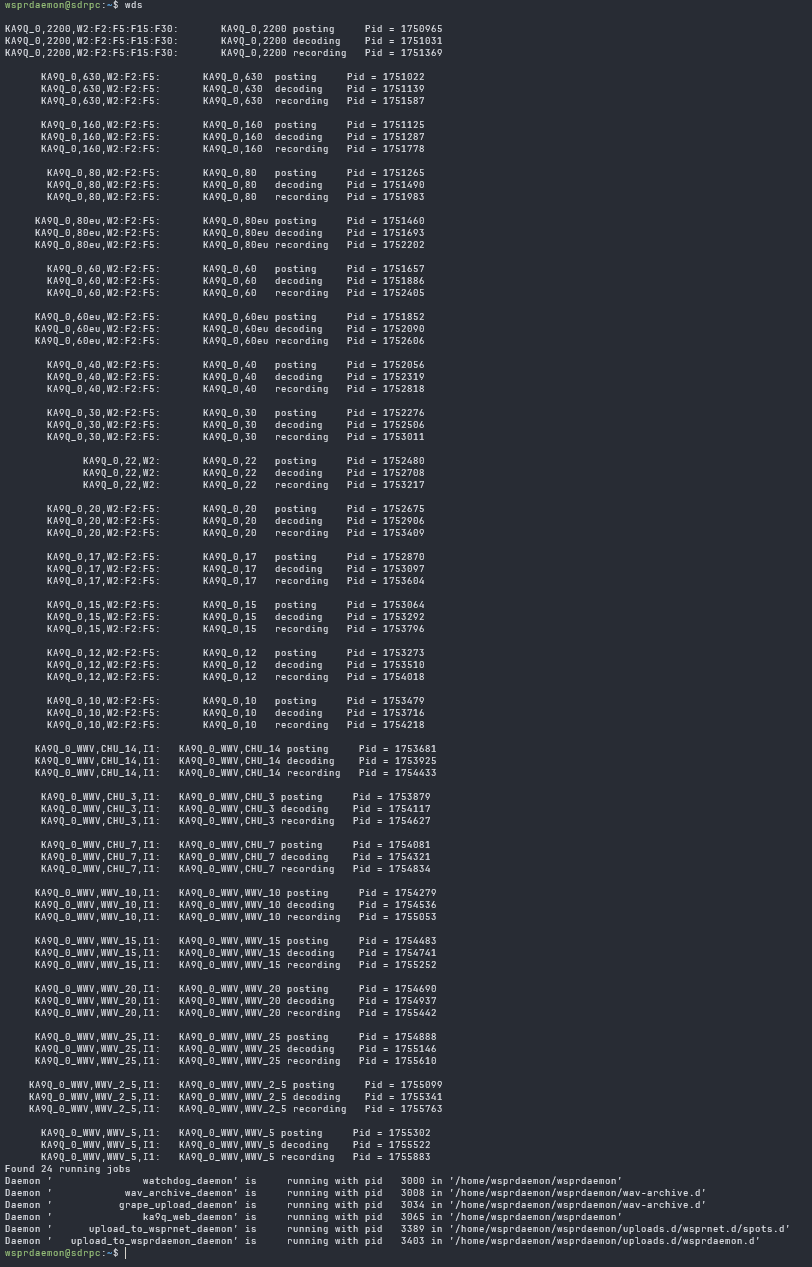 wsprdaemon@sdrpc:~$ wds
KA9Q_0,2200,W2:F2:F5:F15:F30:       KA9Q_0,2200 posting     Pid = 1750965
KA9Q_0,2200,W2:F2:F5:F15:F30:       KA9Q_0,2200 decoding    Pid = 1751031
KA9Q_0,2200,W2:F2:F5:F15:F30:       KA9Q_0,2200 recording   Pid = 1751369
KA9Q_0,630,W2:F2:F5:       KA9Q_0,630  posting     Pid = 1751022
KA9Q_0,630,W2:F2:F5:       KA9Q_0,630  decoding    Pid = 1751139
KA9Q_0,630,W2:F2:F5:       KA9Q_0,630  recording   Pid = 1751587
KA9Q_0,160,W2:F2:F5:       KA9Q_0,160  posting     Pid = 1751125
KA9Q_0,160,W2:F2:F5:       KA9Q_0,160  decoding    Pid = 1751287
KA9Q_0,160,W2:F2:F5:       KA9Q_0,160  recording   Pid = 1751778
KA9Q_0,80,W2:F2:F5:       KA9Q_0,80   posting     Pid = 1751265
KA9Q_0,80,W2:F2:F5:       KA9Q_0,80   decoding    Pid = 1751490
KA9Q_0,80,W2:F2:F5:       KA9Q_0,80   recording   Pid = 1751983
KA9Q_0,80eu,W2:F2:F5:       KA9Q_0,80eu posting     Pid = 1751460
KA9Q_0,80eu,W2:F2:F5:       KA9Q_0,80eu decoding    Pid = 1751693
KA9Q_0,80eu,W2:F2:F5:       KA9Q_0,80eu recording   Pid = 1752202
KA9Q_0,60,W2:F2:F5:       KA9Q_0,60   posting     Pid = 1751657
KA9Q_0,60,W2:F2:F5:       KA9Q_0,60   decoding    Pid = 1751886
KA9Q_0,60,W2:F2:F5:       KA9Q_0,60   recording   Pid = 1752405
KA9Q_0,60eu,W2:F2:F5:       KA9Q_0,60eu posting     Pid = 1751852
KA9Q_0,60eu,W2:F2:F5:       KA9Q_0,60eu decoding    Pid = 1752090
KA9Q_0,60eu,W2:F2:F5:       KA9Q_0,60eu recording   Pid = 1752606
KA9Q_0,40,W2:F2:F5:       KA9Q_0,40   posting     Pid = 1752056
KA9Q_0,40,W2:F2:F5:       KA9Q_0,40   decoding    Pid = 1752319
KA9Q_0,40,W2:F2:F5:       KA9Q_0,40   recording   Pid = 1752818
KA9Q_0,30,W2:F2:F5:       KA9Q_0,30   posting     Pid = 1752276
KA9Q_0,30,W2:F2:F5:       KA9Q_0,30   decoding    Pid = 1752506
KA9Q_0,30,W2:F2:F5:       KA9Q_0,30   recording   Pid = 1753011
KA9Q_0,22,W2:       KA9Q_0,22   posting     Pid = 1752480
KA9Q_0,22,W2:       KA9Q_0,22   decoding    Pid = 1752708
KA9Q_0,22,W2:       KA9Q_0,22   recording   Pid = 1753217
KA9Q_0,20,W2:F2:F5:       KA9Q_0,20   posting     Pid = 1752675
KA9Q_0,20,W2:F2:F5:       KA9Q_0,20   decoding    Pid = 1752906
KA9Q_0,20,W2:F2:F5:       KA9Q_0,20   recording   Pid = 1753409
KA9Q_0,17,W2:F2:F5:       KA9Q_0,17   posting     Pid = 1752870
KA9Q_0,17,W2:F2:F5:       KA9Q_0,17   decoding    Pid = 1753097
KA9Q_0,17,W2:F2:F5:       KA9Q_0,17   recording   Pid = 1753604
KA9Q_0,15,W2:F2:F5:       KA9Q_0,15   posting     Pid = 1753064
KA9Q_0,15,W2:F2:F5:       KA9Q_0,15   decoding    Pid = 1753292
KA9Q_0,15,W2:F2:F5:       KA9Q_0,15   recording   Pid = 1753796
KA9Q_0,12,W2:F2:F5:       KA9Q_0,12   posting     Pid = 1753273
KA9Q_0,12,W2:F2:F5:       KA9Q_0,12   decoding    Pid = 1753510
KA9Q_0,12,W2:F2:F5:       KA9Q_0,12   recording   Pid = 1754018
KA9Q_0,10,W2:F2:F5:       KA9Q_0,10   posting     Pid = 1753479
KA9Q_0,10,W2:F2:F5:       KA9Q_0,10   decoding    Pid = 1753716
KA9Q_0,10,W2:F2:F5:       KA9Q_0,10   recording   Pid = 1754218
KA9Q_0_WWV,CHU_14,I1:   KA9Q_0_WWV,CHU_14 posting     Pid = 1753681
KA9Q_0_WWV,CHU_14,I1:   KA9Q_0_WWV,CHU_14 decoding    Pid = 1753925
KA9Q_0_WWV,CHU_14,I1:   KA9Q_0_WWV,CHU_14 recording   Pid = 1754433
KA9Q_0_WWV,CHU_3,I1:   KA9Q_0_WWV,CHU_3 posting     Pid = 1753879
KA9Q_0_WWV,CHU_3,I1:   KA9Q_0_WWV,CHU_3 decoding    Pid = 1754117
KA9Q_0_WWV,CHU_3,I1:   KA9Q_0_WWV,CHU_3 recording   Pid = 1754627
KA9Q_0_WWV,CHU_7,I1:   KA9Q_0_WWV,CHU_7 posting     Pid = 1754081
KA9Q_0_WWV,CHU_7,I1:   KA9Q_0_WWV,CHU_7 decoding    Pid = 1754321
KA9Q_0_WWV,CHU_7,I1:   KA9Q_0_WWV,CHU_7 recording   Pid = 1754834
KA9Q_0_WWV,WWV_10,I1:   KA9Q_0_WWV,WWV_10 posting     Pid = 1754279
KA9Q_0_WWV,WWV_10,I1:   KA9Q_0_WWV,WWV_10 decoding    Pid = 1754536
KA9Q_0_WWV,WWV_10,I1:   KA9Q_0_WWV,WWV_10 recording   Pid = 1755053
KA9Q_0_WWV,WWV_15,I1:   KA9Q_0_WWV,WWV_15 posting     Pid = 1754483
KA9Q_0_WWV,WWV_15,I1:   KA9Q_0_WWV,WWV_15 decoding    Pid = 1754741
KA9Q_0_WWV,WWV_15,I1:   KA9Q_0_WWV,WWV_15 recording   Pid = 1755252
KA9Q_0_WWV,WWV_20,I1:   KA9Q_0_WWV,WWV_20 posting     Pid = 1754690
KA9Q_0_WWV,WWV_20,I1:   KA9Q_0_WWV,WWV_20 decoding    Pid = 1754937
KA9Q_0_WWV,WWV_20,I1:   KA9Q_0_WWV,WWV_20 recording   Pid = 1755442
KA9Q_0_WWV,WWV_25,I1:   KA9Q_0_WWV,WWV_25 posting     Pid = 1754888
KA9Q_0_WWV,WWV_25,I1:   KA9Q_0_WWV,WWV_25 decoding    Pid = 1755146
KA9Q_0_WWV,WWV_25,I1:   KA9Q_0_WWV,WWV_25 recording   Pid = 1755610
KA9Q_0_WWV,WWV_2_5,I1:   KA9Q_0_WWV,WWV_2_5 posting     Pid = 1755099
KA9Q_0_WWV,WWV_2_5,I1:   KA9Q_0_WWV,WWV_2_5 decoding    Pid = 1755341
KA9Q_0_WWV,WWV_2_5,I1:   KA9Q_0_WWV,WWV_2_5 recording   Pid = 1755763
KA9Q_0_WWV,WWV_5,I1:   KA9Q_0_WWV,WWV_5 posting     Pid = 1755302
KA9Q_0_WWV,WWV_5,I1:   KA9Q_0_WWV,WWV_5 decoding    Pid = 1755522
KA9Q_0_WWV,WWV_5,I1:   KA9Q_0_WWV,WWV_5 recording   Pid = 1755883
Found 24 running jobs
Daemon '               watchdog_daemon' is     running with pid   3000 in '/home/wsprdaemon/wsprdaemon'
Daemon '            wav_archive_daemon' is     running with pid   3008 in '/home/wsprdaemon/wsprdaemon/wav-archive.d'
Daemon '           grape_upload_daemon' is     running with pid   3034 in '/home/wsprdaemon/wsprdaemon/wav-archive.d'
Daemon '               ka9q_web_daemon' is     running with pid   3065 in '/home/wsprdaemon/wsprdaemon'
Daemon '      upload_to_wsprnet_daemon' is     running with pid   3389 in '/home/wsprdaemon/wsprdaemon/uploads.d/wsprnet.d/spots.d'
Daemon '   upload_to_wsprdaemon_daemon' is     running with pid   3403 in '/home/wsprdaemon/wsprdaemon/uploads.d/wsprdaemon.d'
wsprdaemon@sdrpc:~$